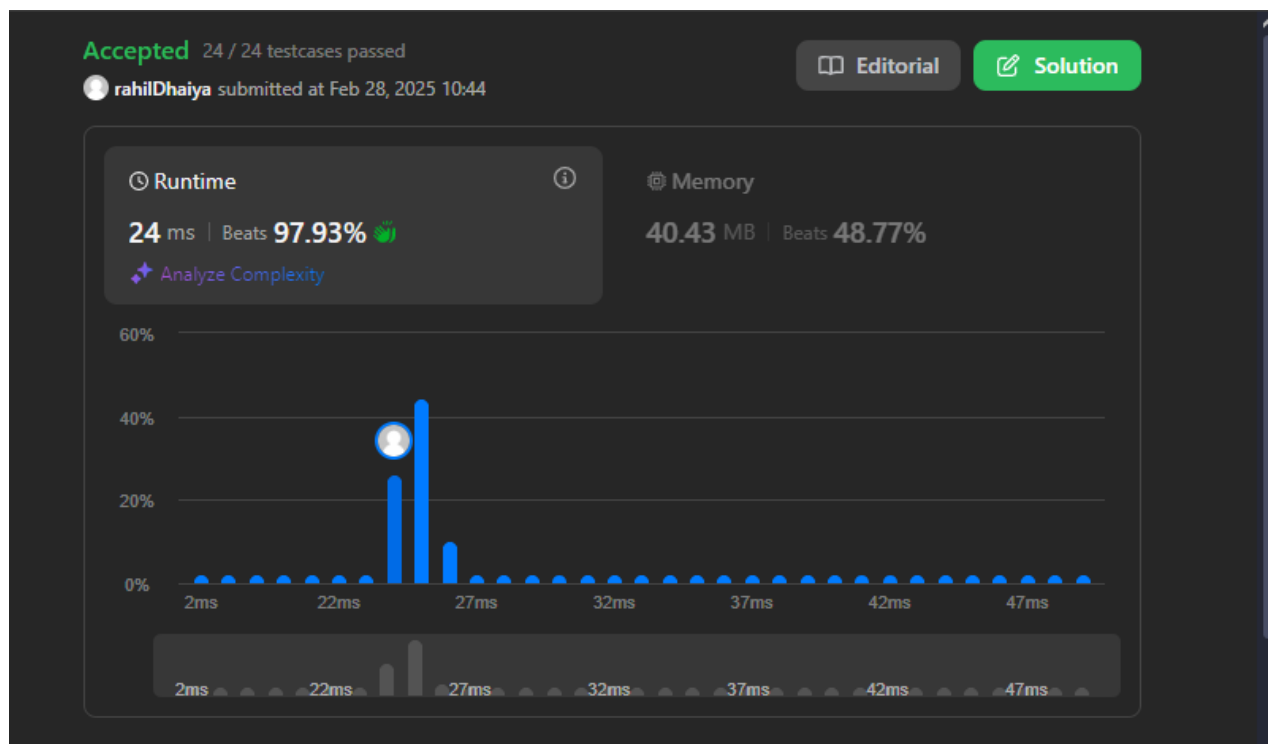 Accepted 24 / 24 testcases passed
Editorial
Solution
rahilDhaiya submitted at Feb 28, 2025 10:44
Runtime
24 ms | Beats 97.93%
Analyze Complexity
Memory
40.43 MB | Beats 48.77%
60%
40%
20%
0%
2ms 22ms 27ms 32ms 37ms 42ms 47ms
2ms 22ms 27ms 32ms 37ms 42ms 47ms